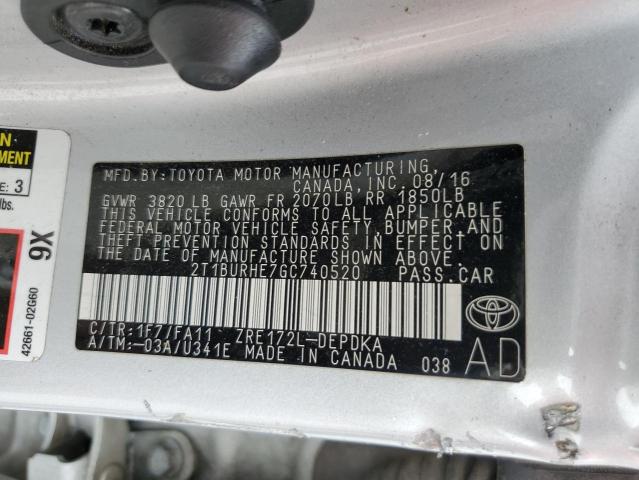 N
EMENT
E: 3
lbs.
9X
42661-02G60
MFD.BY:TOYOTA MOTOR MANUFACTURING,
CANADA, INC. 08/16
GVWR 3820 LB GAWR FR 2070LB RR 1850LB
THIS VEHICLE CONFORMS TO ALL APPLICABLE
FEDERAL MOTOR VEHICLE SAFETY, BUMPER, AND
THEFT PREVENTION STANDARDS IN EFFECT ON
THE DATE OF MANUFACTURE SHOWN ABOVE.
2T1BURHE7GC740520 PASS.CAR
C/TR:1F7/FA11 ZRE172L-DEPDKA
A/TM:-03A/U341E MADE IN CANADA 038
AD